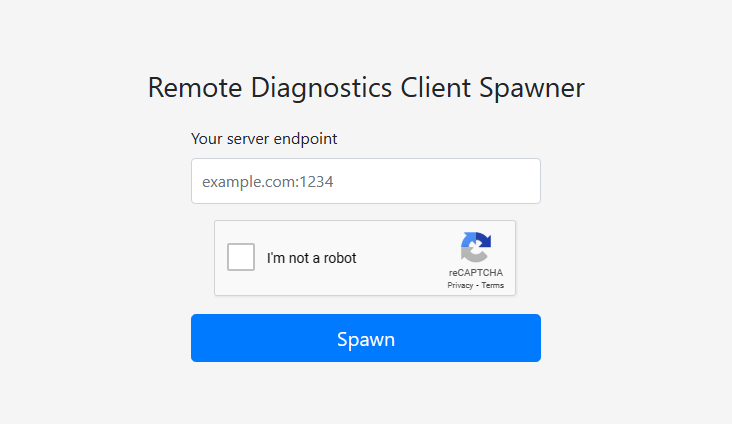 Remote Diagnostics Client Spawner
Your server endpoint
example.com:1234
I'm not a robot
reCAPTCHA
Privacy - Terms
Spawn